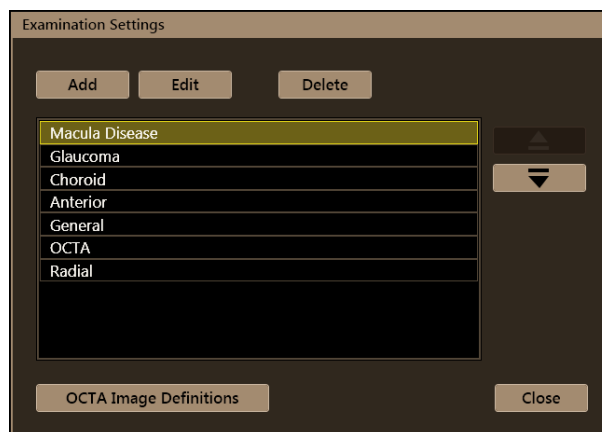 Examination Settings
Add Edit Delete
Macula Disease
Glaucoma
Choroid
Anterior
General
OCTA
Radial
OCTA Image Definitions Close